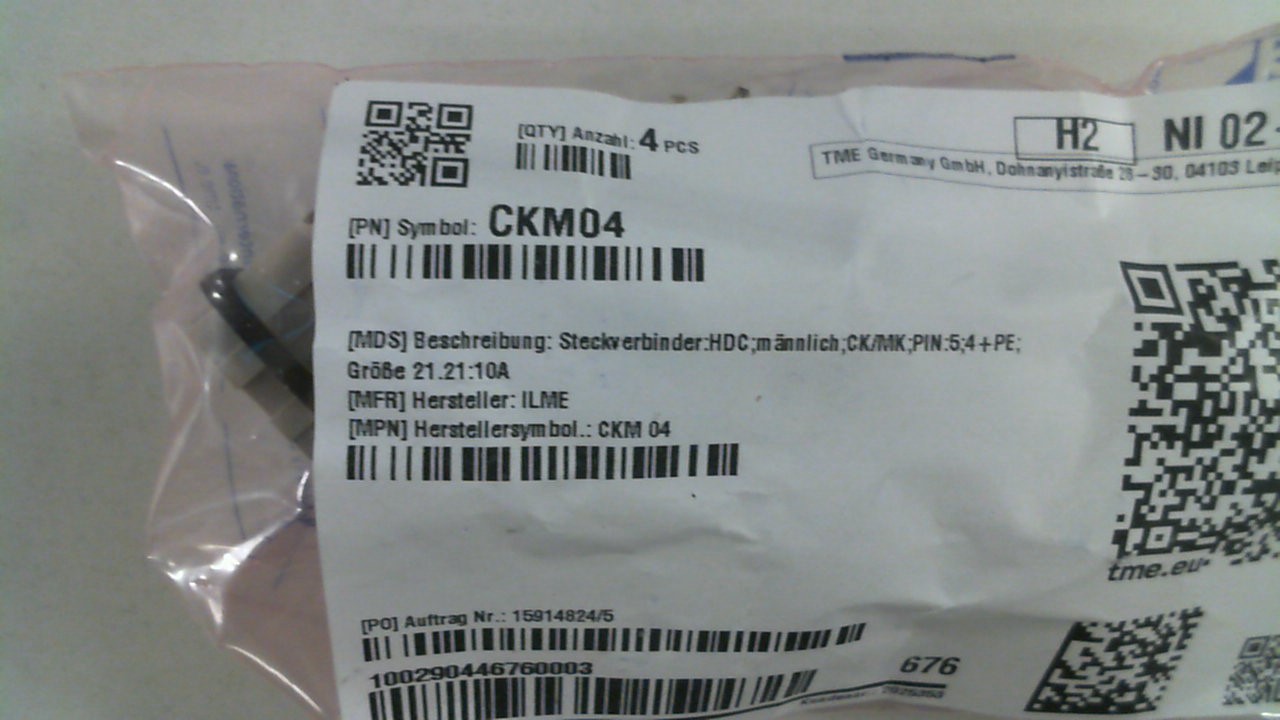 [QTY] Anzahl: 4 PCS
H2 NI 02
TME Germany GmbH, Dohnanyistraße 28-30, 04103 Leip
[PN] Symbol: CKM04
[MDS] Beschreibung: Steckverbinder:HDC;männlich;CK/MK;PIN:5;4+PE;
Größe 21.21:10A
[MFR] Hersteller: ILME
[MPN] Herstellersymbol.: CKM 04
tme.eu
[PO] Auftrag Nr.: 15914824/5
100290446760003
676